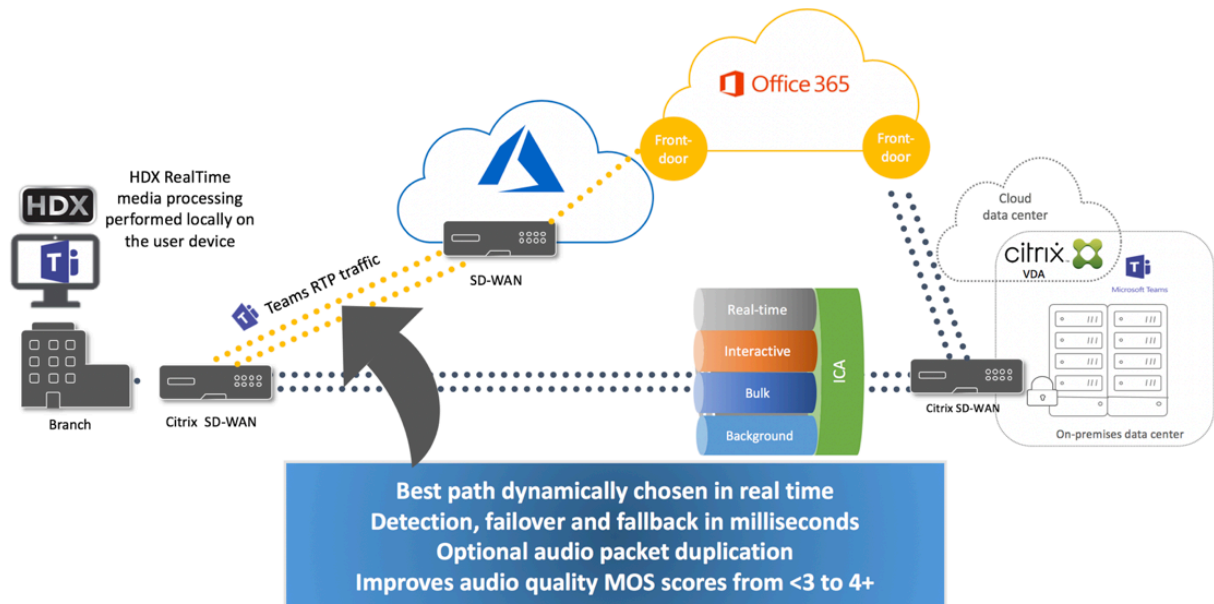 Office 365
Front-
door
Front-
door
HDX
HDX RealTime
media processing
performed locally on
the user device
Cloud
data center
citrix
VDA
Microsoft Teams
SD-WAN
Teams RTP traffic
Real-time
Interactive
Bulk
Background
ICA
Branch
Citrix SD-WAN
Citrix SD-WAN
On-premises data center
Best path dynamically chosen in real time
Detection, failover and fallback in milliseconds
Optional audio packet duplication
Improves audio quality MOS scores from <3 to 4+